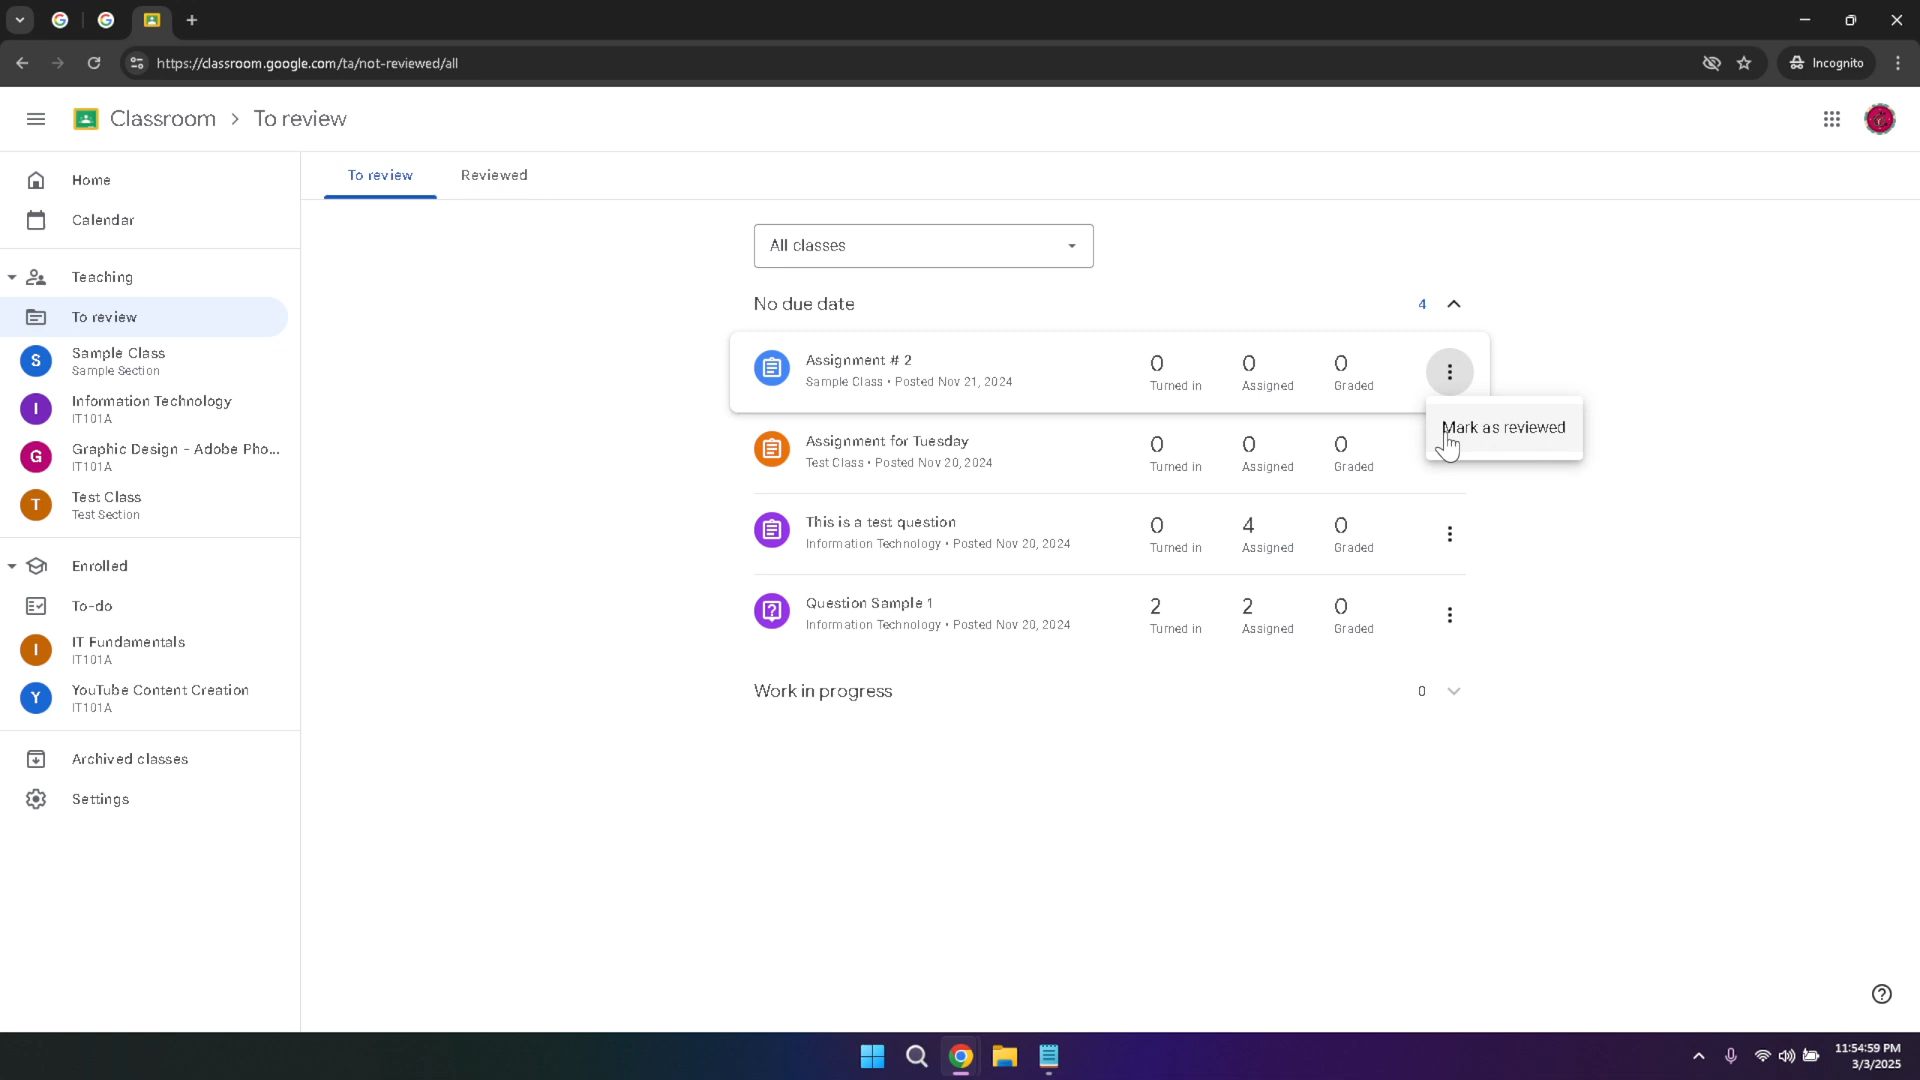 https://classroom.google.com/ta/not-reviewed/all
Incognito
Classroom > To review
Home
Calendar
Teaching
To review
S
Sample Class
Sample Section
I
Information Technology
IT101A
G
Graphic Design - Adobe Pho...
IT101A
T
Test Class
Test Section
Enrolled
To-do
I
IT Fundamentals
IT101A
Y
YouTube Content Creation
IT101A
Archived classes
Settings
To review Reviewed
All classes
No due date 4
Assignment # 2 0 0 0
Sample Class • Posted Nov 21, 2024 Turned in Assigned Graded
Mark as reviewed
Assignment for Tuesday 0 0 0
Test Class • Posted Nov 20, 2024 Turned in Assigned Graded
This is a test question 0 4 0
Information Technology • Posted Nov 20, 2024 Turned in Assigned Graded
Question Sample 1 2 2 0
Information Technology • Posted Nov 20, 2024 Turned in Assigned Graded
Work in progress 0
11:54:59 PM
3/3/2025